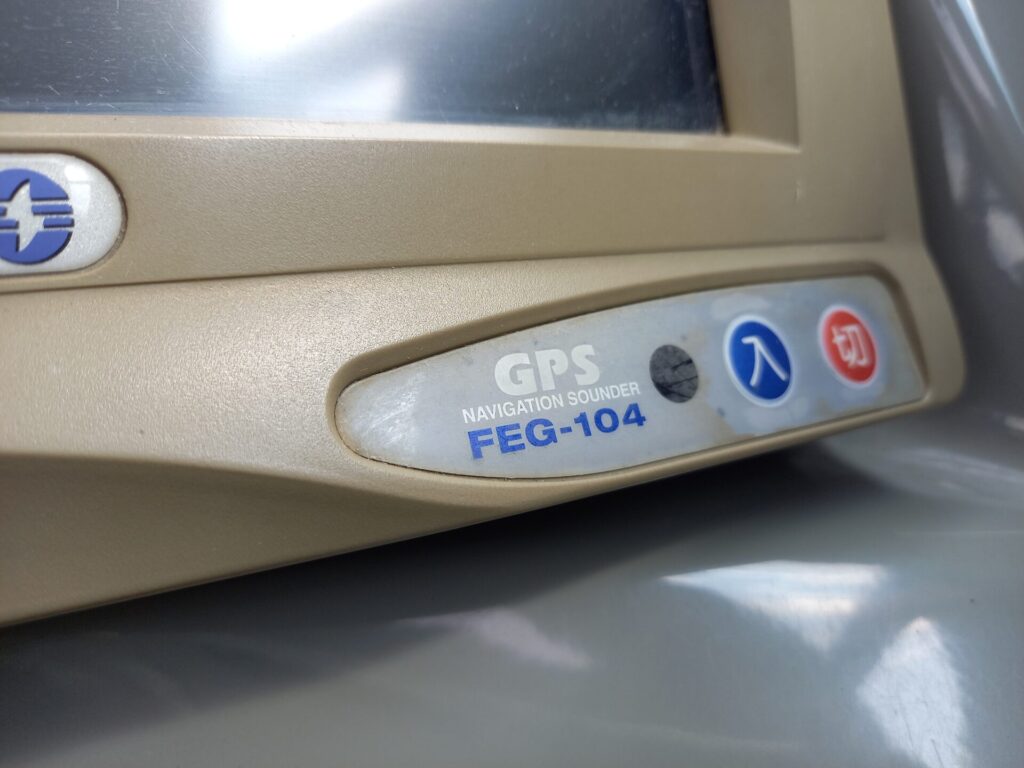 GPS
NAVIGATION SOUNDER
FEG-104
入
切